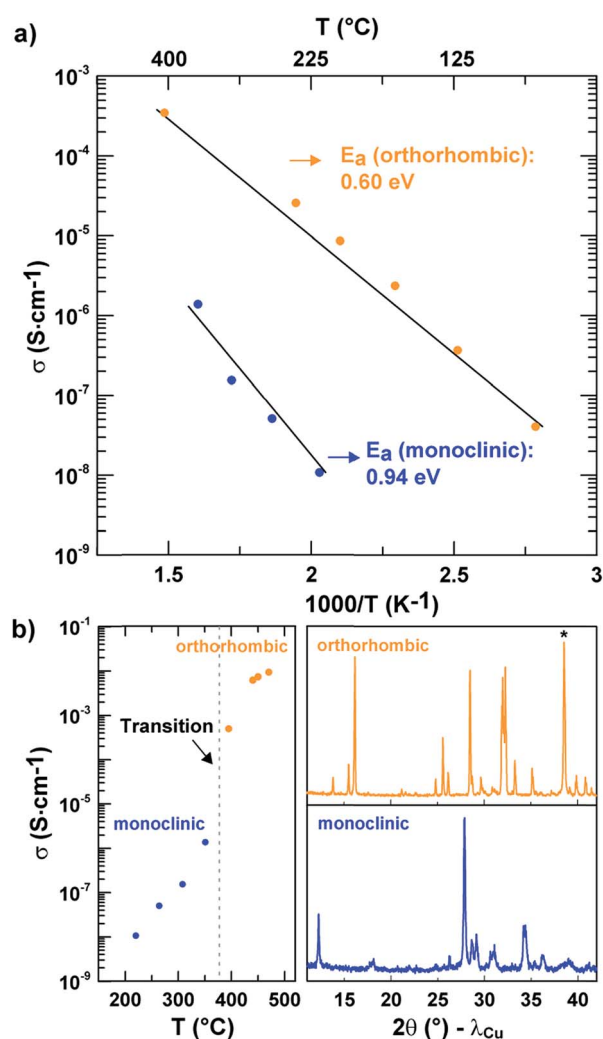 a)
T (°C)
400 225 125
10-3
10-4
10-5
10-6
10-7
10-8
10-9
σ (S·cm-1)
Ea (orthorhombic):
0.60 eV
Ea (monoclinic):
0.94 eV
1.5 2 2.5 3
1000/T (K-1)
b)
10-1
10-3
10-5
10-7
10-9
σ (S·cm-1)
orthorhombic
Transition
monoclinic
200 300 400 500
T (°C)
orthorhombic
*
monoclinic
15 20 25 30 35 40
2θ (°) - λCu